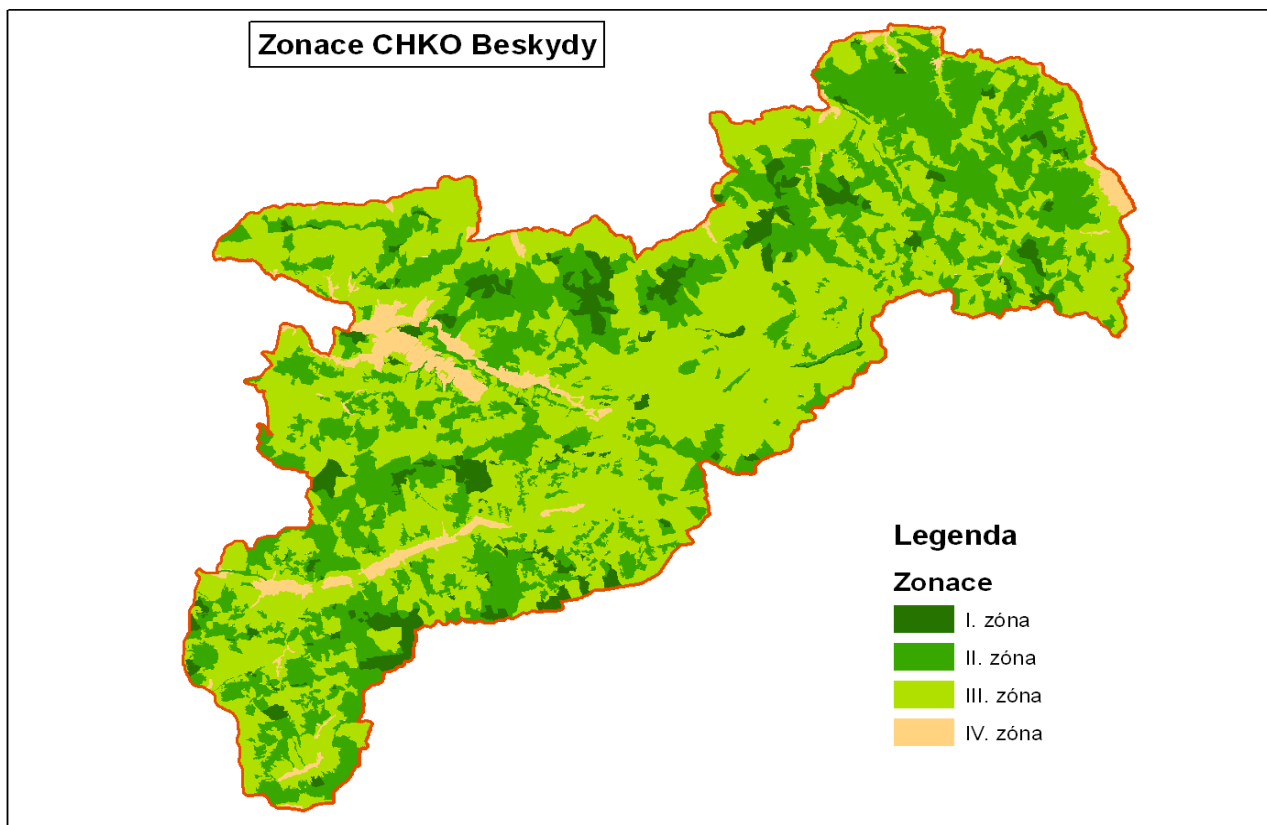 Zonace CHKO Beskydy
Legenda
Zonace
I. zóna
II. zóna
III. zóna
IV. zóna